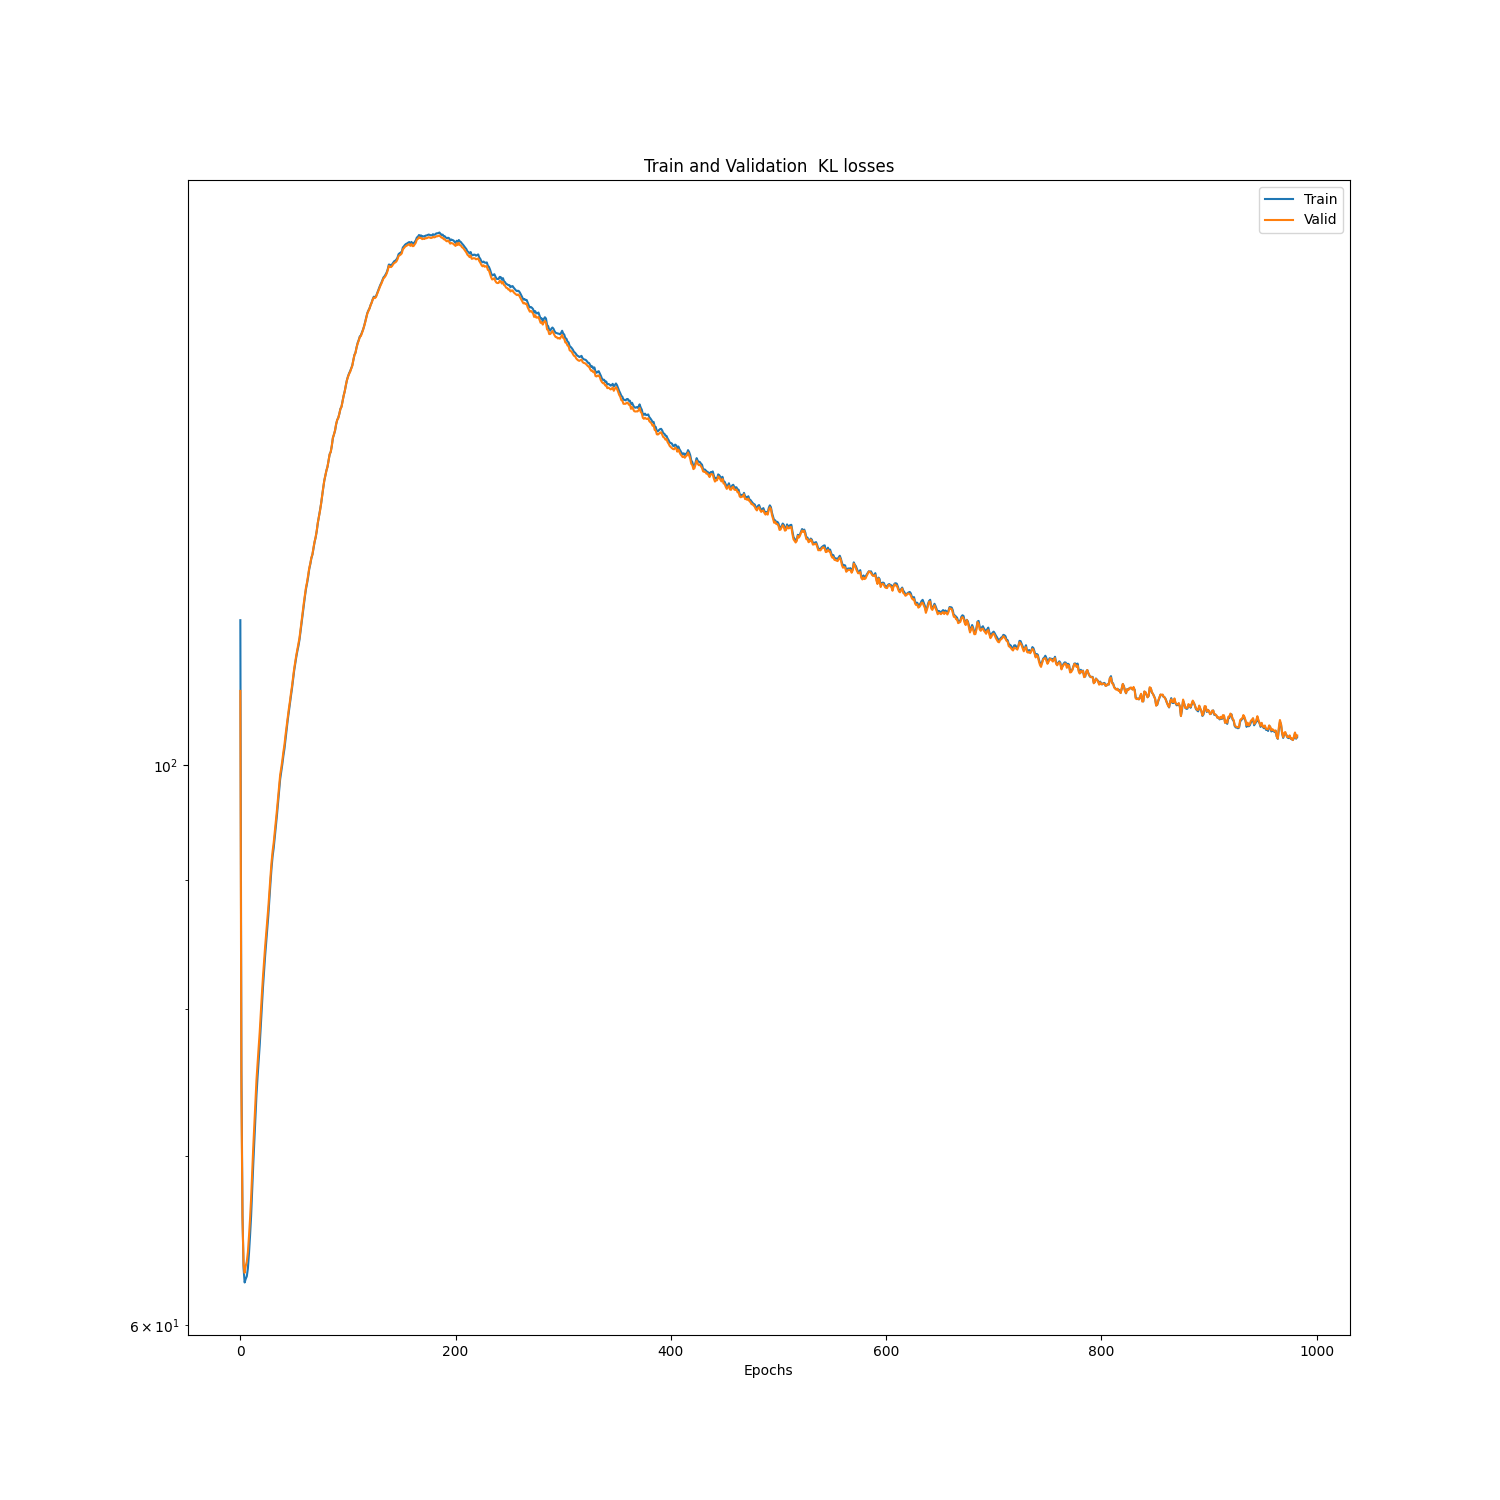 Train and Validation  KL losses
Train
Valid
10²
6 × 10¹
0 200 400 600 800 1000
Epochs